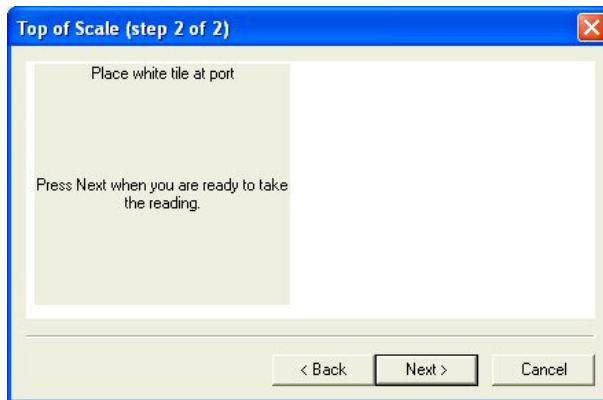 Top of Scale (step 2 of 2)
Place white tile at port
Press Next when you are ready to take
the reading.
< Back
Next >
Cancel